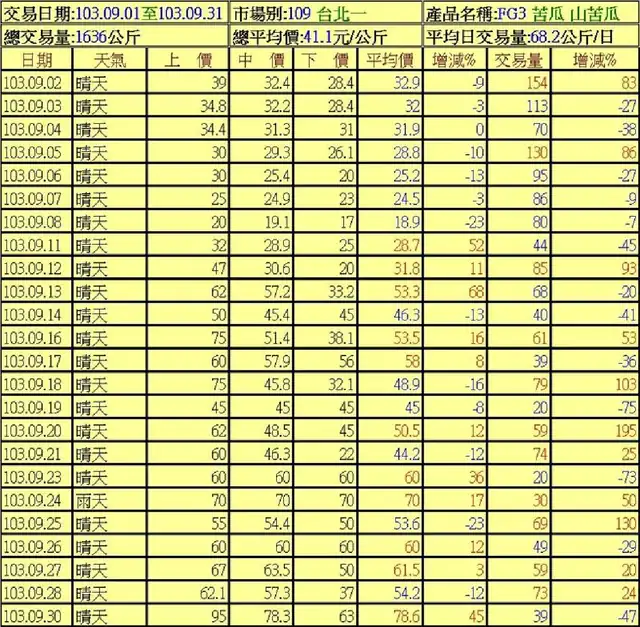 交易日期:103.09.01至103.09.31 市場別:109 台北一 產品名稱:FG3 苦瓜 山苦瓜
總交易量:1636公斤 總平均價:41.1元/公斤 平均日交易量:68.2公斤/日
日期 天氣 上 價 中 價 下 價 平均價 增減% 交易量 增減%
103.09.02 晴天 39 32.4 28.4 32.9 -9 154 83
103.09.03 晴天 34.8 32.2 28.4 32 -3 113 -27
103.09.04 晴天 34.4 31.3 31 31.9 0 70 -38
103.09.05 晴天 30 29.3 26.1 28.8 -10 130 86
103.09.06 晴天 30 25.4 20 25.2 -13 95 -27
103.09.07 晴天 25 24.9 23 24.5 -3 86 -9
103.09.08 晴天 20 19.1 17 18.9 -23 80 -7
103.09.11 晴天 32 28.9 25 28.7 52 44 -45
103.09.12 晴天 47 30.6 20 31.8 11 85 93
103.09.13 晴天 62 57.2 33.2 53.3 68 68 -20
103.09.14 晴天 50 45.4 45 46.3 -13 40 -41
103.09.16 晴天 75 51.4 38.1 53.5 16 61 53
103.09.17 晴天 60 57.9 56 58 8 39 -36
103.09.18 晴天 75 45.8 32.1 48.9 -16 79 103
103.09.19 晴天 45 45 45 45 -8 20 -75
103.09.20 晴天 62 48.5 45 50.5 12 59 195
103.09.21 晴天 60 46.3 22 44.2 -12 74 25
103.09.23 晴天 60 60 60 60 36 20 -73
103.09.24 雨天 70 70 70 70 17 30 50
103.09.25 晴天 55 54.4 50 53.6 -23 69 130
103.09.26 晴天 60 60 60 60 12 49 -29
103.09.27 晴天 67 63.5 50 61.5 3 59 20
103.09.28 晴天 62.1 57.3 37 54.2 -12 73 24
103.09.30 晴天 95 78.3 63 78.6 45 39 -47